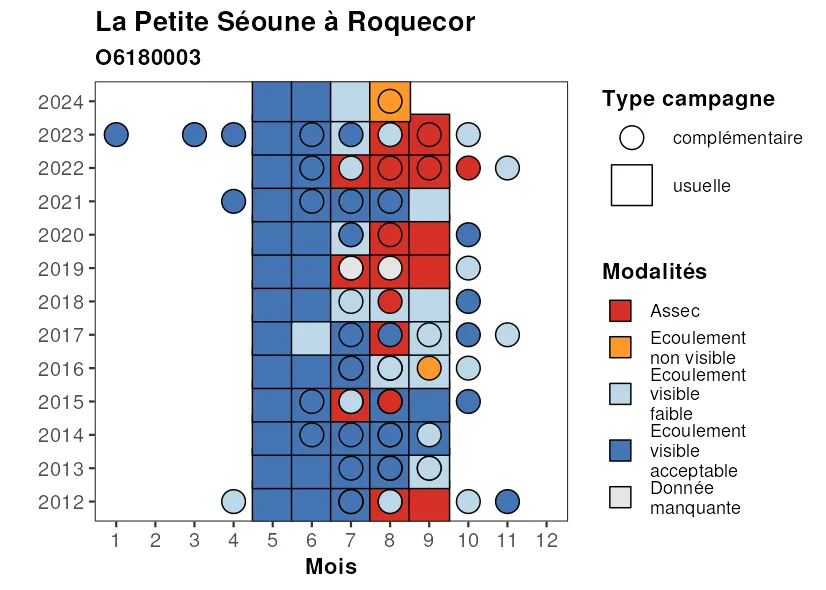 La Petite Séoune à Roquecor
O6180003
2024
2023
2022
2021
2020
2019
2018
2017
2016
2015
2014
2013
2012
1 2 3 4 5 6 7 8 9 10 11 12
Mois
Type campagne
complémentaire
usuelle
Modalités
Assec
Ecoulement
non visible
Ecoulement
visible
faible
Ecoulement
visible
acceptable
Donnée
manquante